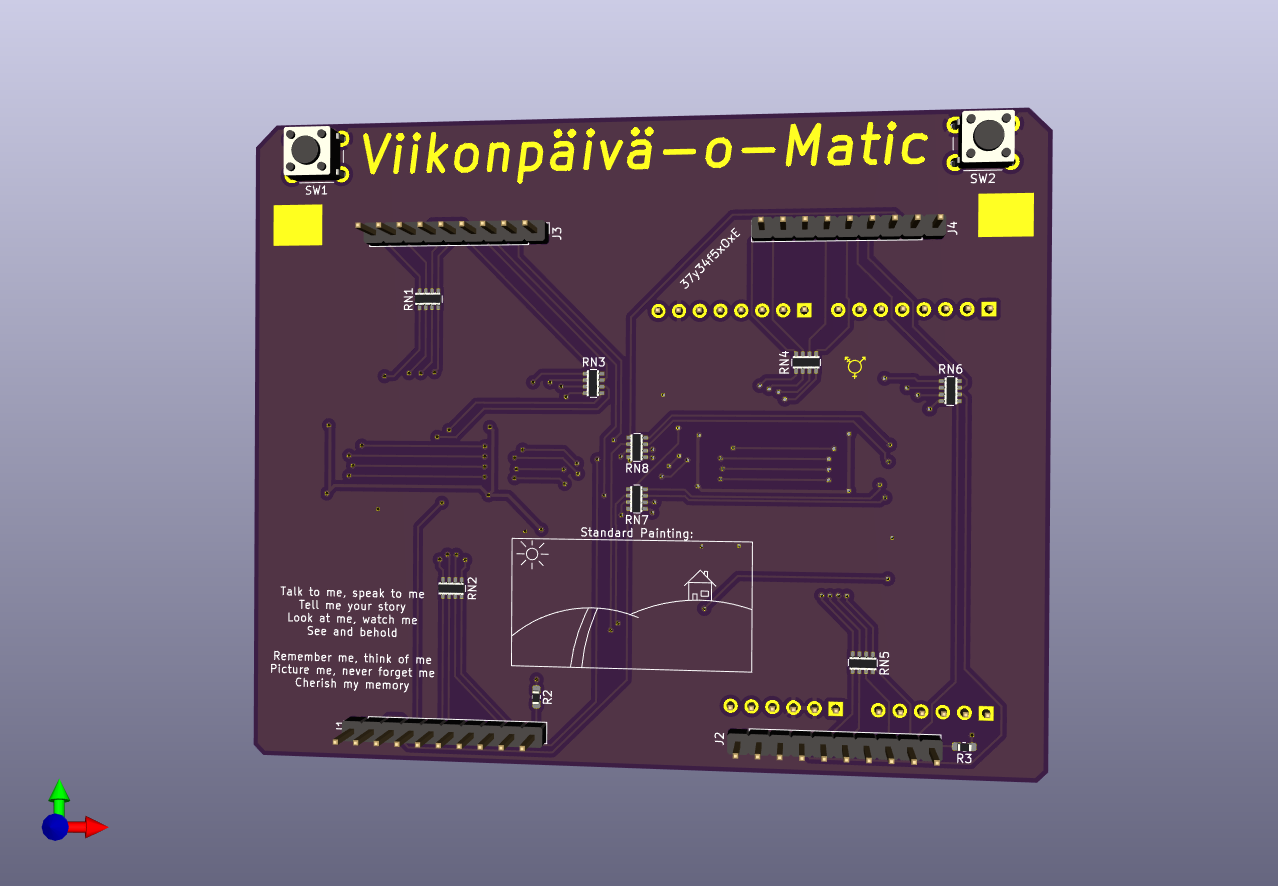 Viikonpäivä-o-Matic
SW1
SW2
J3
J4
37y34f5x0xE
RN1
RN3
RN4
RN6
RN8
RN7
Standard Painting:
RN2
Talk to me, speak to me
Tell me your story
Look at me, watch me
See and behold
Remember me, think of me
Picture me, never forget me
Cherish my memory
RN5
R2
J1
J2
R3